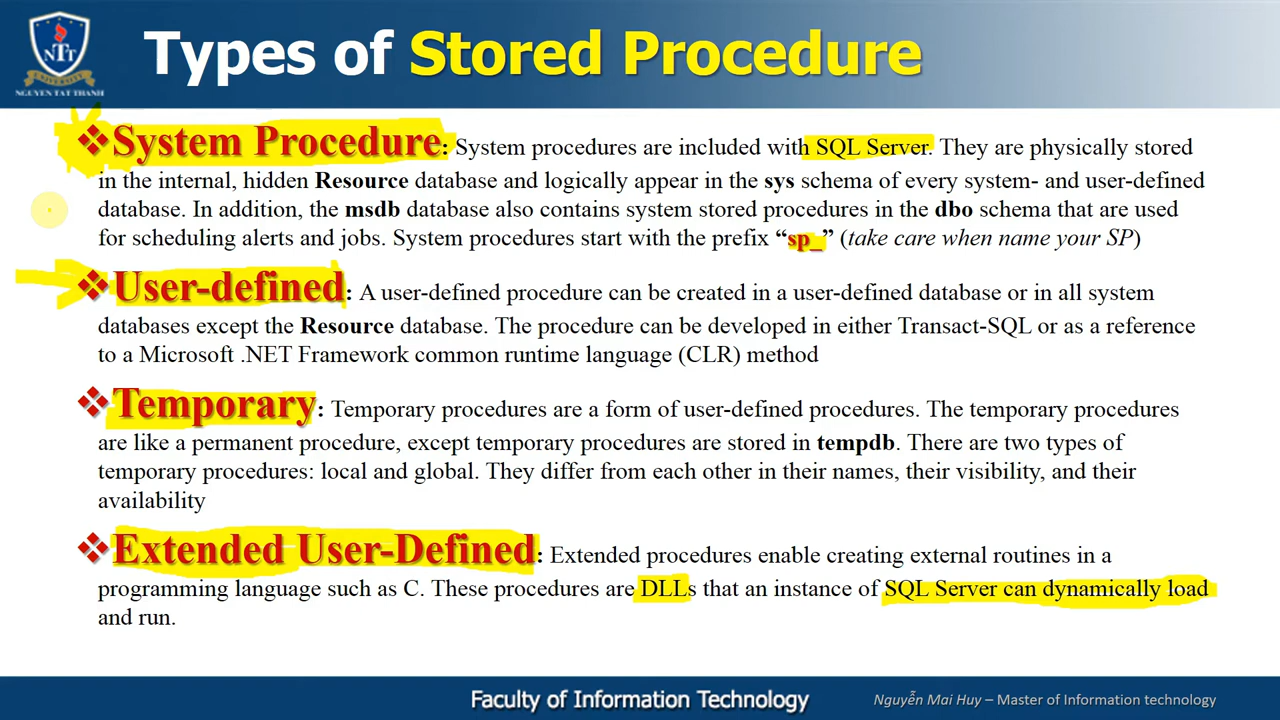 NTT
UNIVERSITY
NGUYEN TAT THANH
Types of Stored Procedure
❖System Procedure: System procedures are included with SQL Server. They are physically stored
in the internal, hidden Resource database and logically appear in the sys schema of every system- and user-defined
database. In addition, the msdb database also contains system stored procedures in the dbo schema that are used
for scheduling alerts and jobs. System procedures start with the prefix “sp_” (take care when name your SP)
❖User-defined: A user-defined procedure can be created in a user-defined database or in all system
databases except the Resource database. The procedure can be developed in either Transact-SQL or as a reference
to a Microsoft .NET Framework common runtime language (CLR) method
❖Temporary: Temporary procedures are a form of user-defined procedures. The temporary procedures
are like a permanent procedure, except temporary procedures are stored in tempdb. There are two types of
temporary procedures: local and global. They differ from each other in their names, their visibility, and their
availability
❖Extended User-Defined: Extended procedures enable creating external routines in a
programming language such as C. These procedures are DLLs that an instance of SQL Server can dynamically load
and run.
Faculty of Information Technology
Nguyễn Mai Huy – Master of Information technology